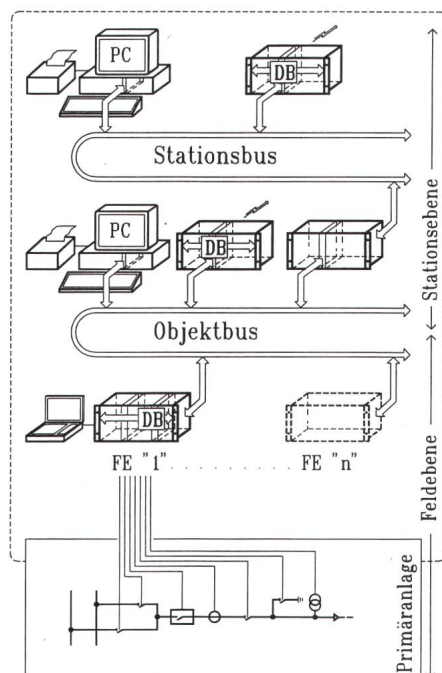 PC
DB
Stationsbus
PC
DB
Objektbus
DB
FE "1" . . . . . . . . . . . FE "n"
Stationsebene
Feldebene
Primäranlage